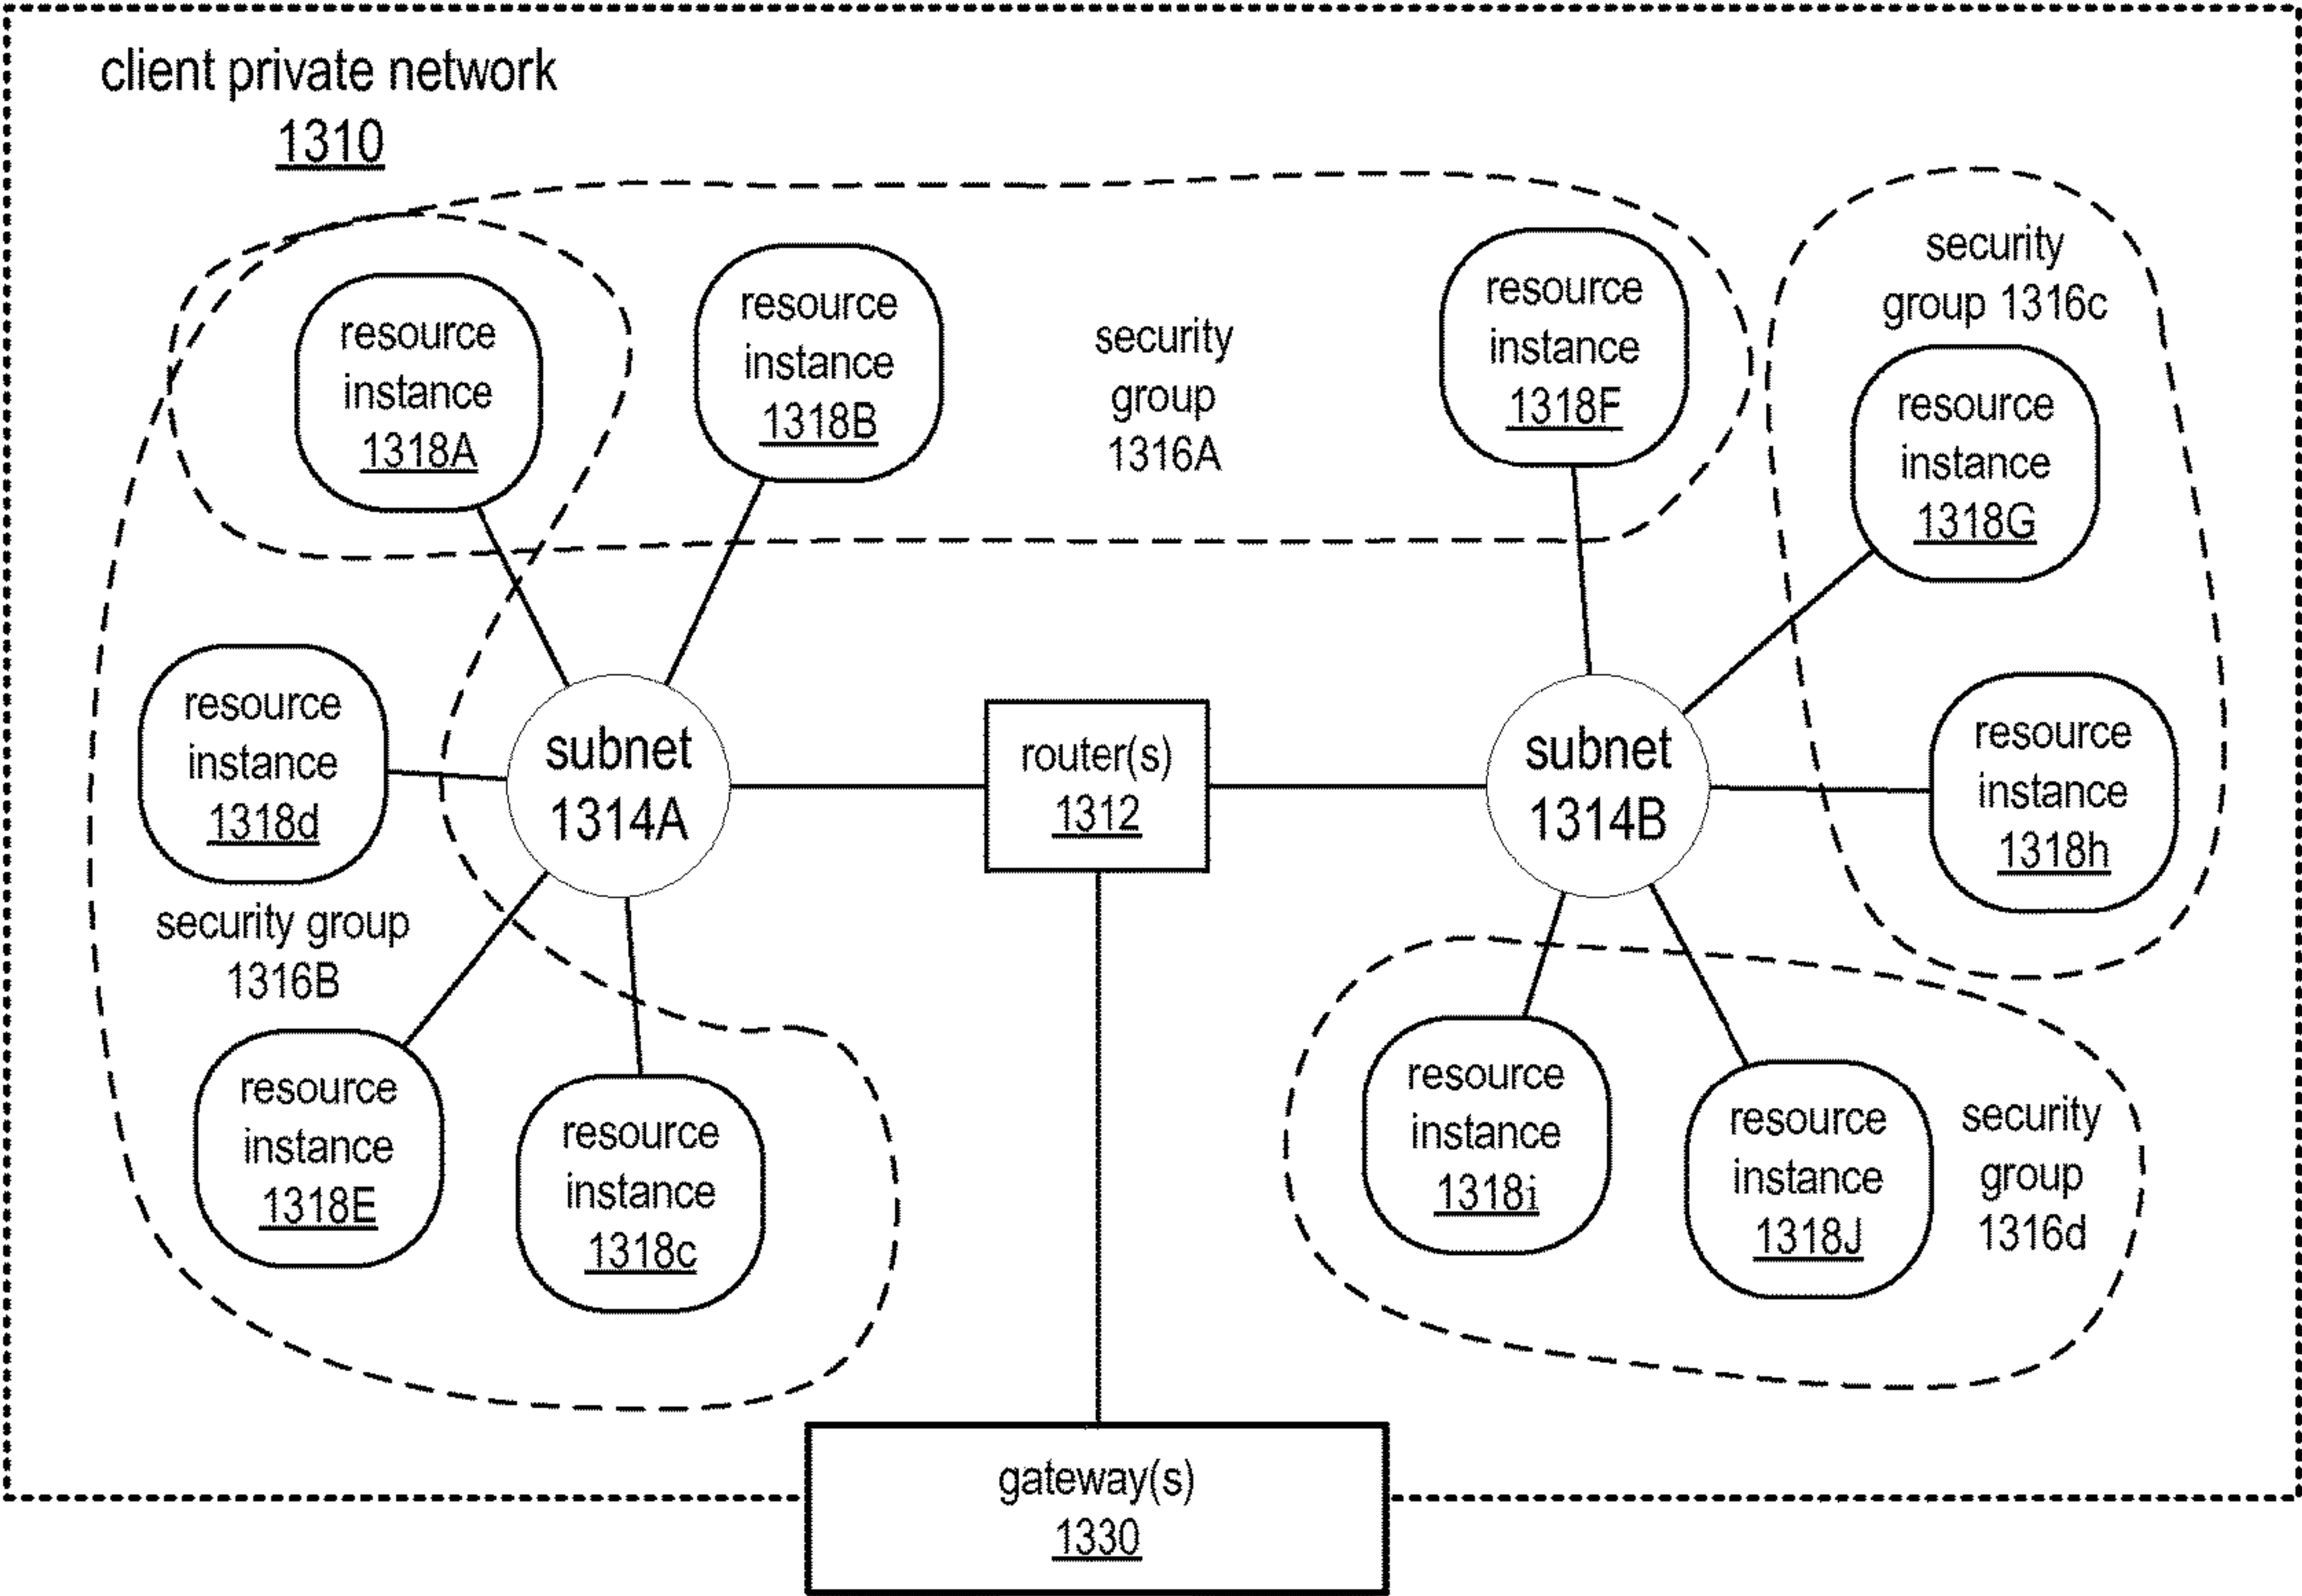 client private network
1310
resource
instance
1318A
resource
instance
1318B
security
group
1316A
resource
instance
1318F
security
group 1316c
resource
instance
1318G
resource
instance
1318d
subnet
1314A
router(s)
1312
subnet
1314B
resource
instance
1318h
security group
1316B
resource
instance
1318E
resource
instance
1318c
resource
instance
1318i
resource
instance
1318J
security
group
1316d
gateway(s)
1330